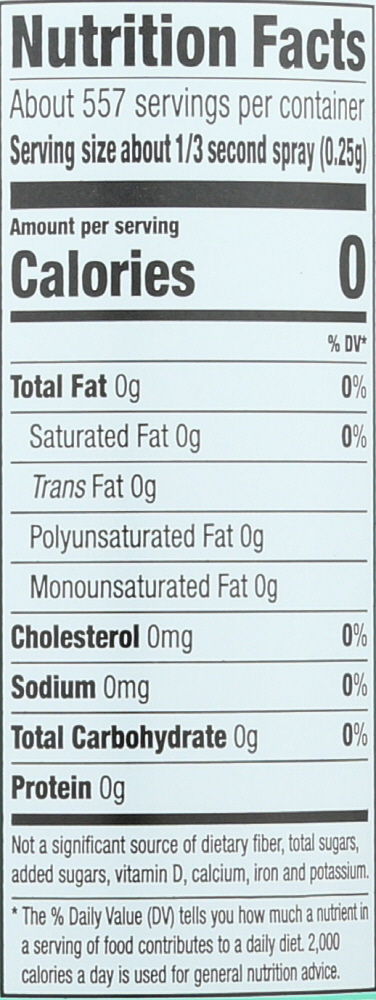 Nutrition Facts
About 557 servings per container
Serving size about 1/3 second spray (0.25g)
Amount per serving
Calories 0
% DV*
Total Fat 0g 0%
Saturated Fat 0g 0%
Trans Fat 0g
Polyunsaturated Fat 0g
Monounsaturated Fat 0g
Cholesterol 0mg 0%
Sodium 0mg 0%
Total Carbohydrate 0g 0%
Protein 0g
Not a significant source of dietary fiber, total sugars,
added sugars, vitamin D, calcium, iron and potassium.
* The % Daily Value (DV) tells you how much a nutrient in
a serving of food contributes to a daily diet. 2,000
calories a day is used for general nutrition advice.